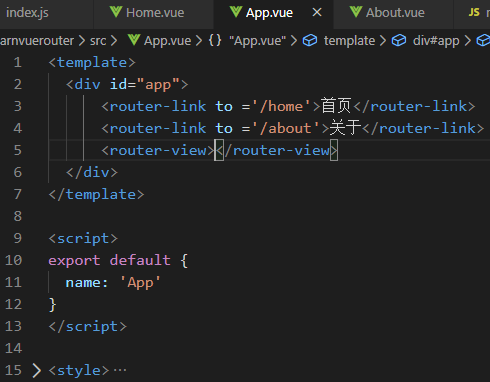 index.js Home.vue App.vue × About.vue
arnvuerouter > src > App.vue > {} "App.vue" > template > div#app
1 <template>
2 <div id="app">
3 <router-link to ='/home'>首页</router-link>
4 <router-link to ='/about'>关于</router-link>
5 <router-view></router-view>
6 </div>
7 </template>
8
9 <script>
10 export default {
11 name: 'App'
12 }
13 </script>
14
15 <style>…